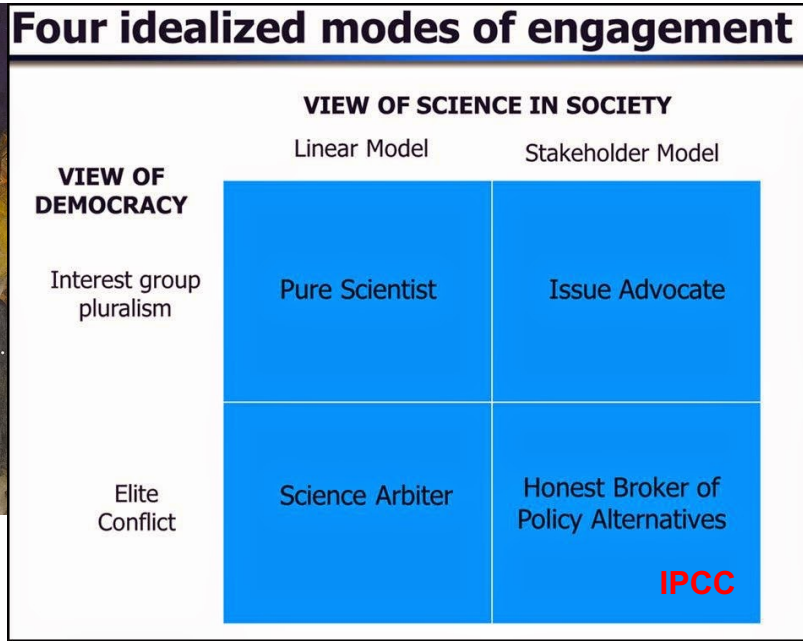 Four idealized modes of engagement
VIEW OF SCIENCE IN SOCIETY
Linear Model
Stakeholder Model
VIEW OF
DEMOCRACY
Interest group
pluralism
Pure Scientist
Issue Advocate
Elite
Conflict
Science Arbiter
Honest Broker of
Policy Alternatives
IPCC